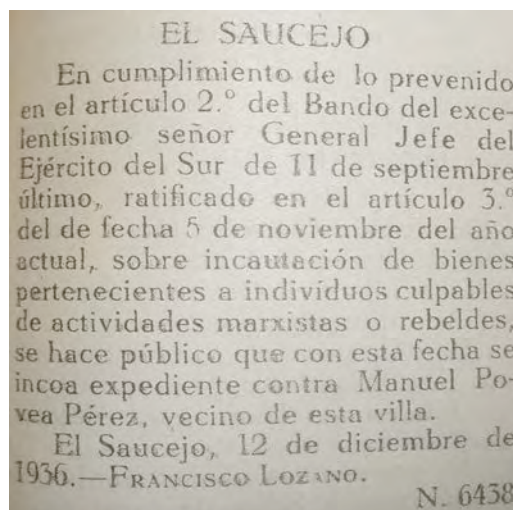 EL SAUCEJO
En cumplimiento de lo prevenido
en el artículo 2.º del Bando del exce-
lentísimo señor General Jefe del
Ejército del Sur de 11 de septiembre
último, ratificado en el artículo 3.º
del de fecha 5 de noviembre del año
actual, sobre incautación de bienes
pertenecientes a indivíduos culpables
de actividades marxistas o rebeldes,
se hace público que con esta fecha se
incoa expediente contra Manuel Po-
vea Pérez, vecino de esta villa.
El Saucejo, 12 de diciembre de
1936.—FRANCISCO LOZANO.
N. 6438